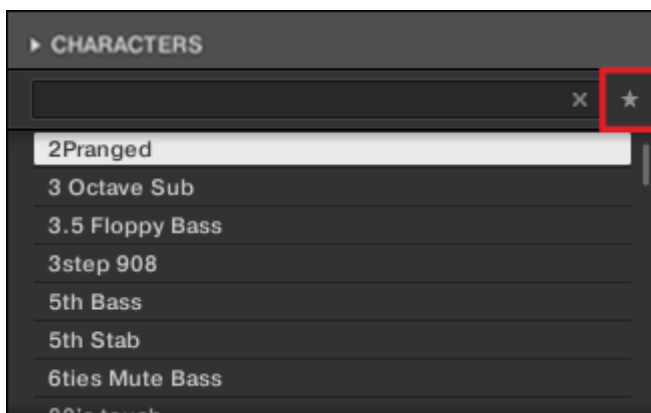 CHARACTERS
2Pranged
3 Octave Sub
3.5 Floppy Bass
3step 908
5th Bass
5th Stab
6ties Mute Bass